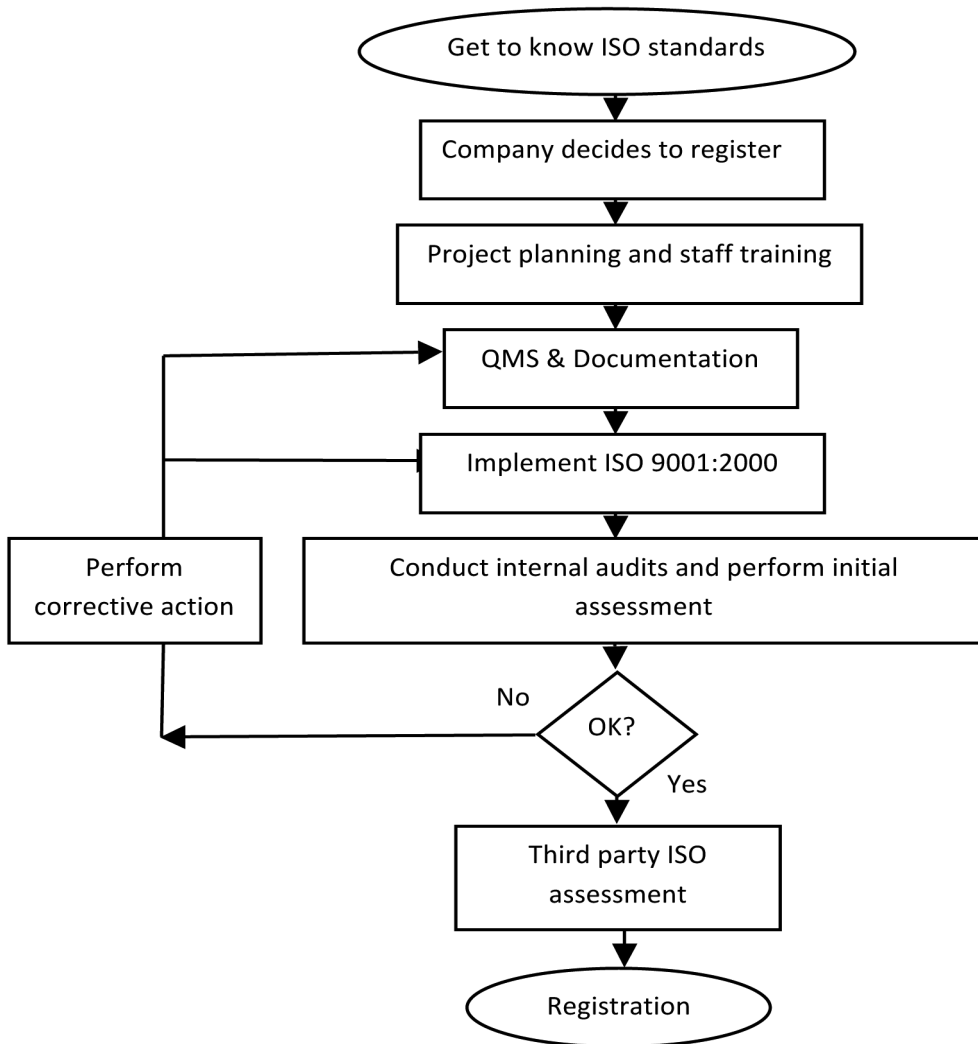 Get to know ISO standards
Company decides to register
Project planning and staff training
QMS & Documentation
Implement ISO 9001:2000
Perform
corrective action
Conduct internal audits and perform initial
assessment
No
OK?
Yes
Third party ISO
assessment
Registration